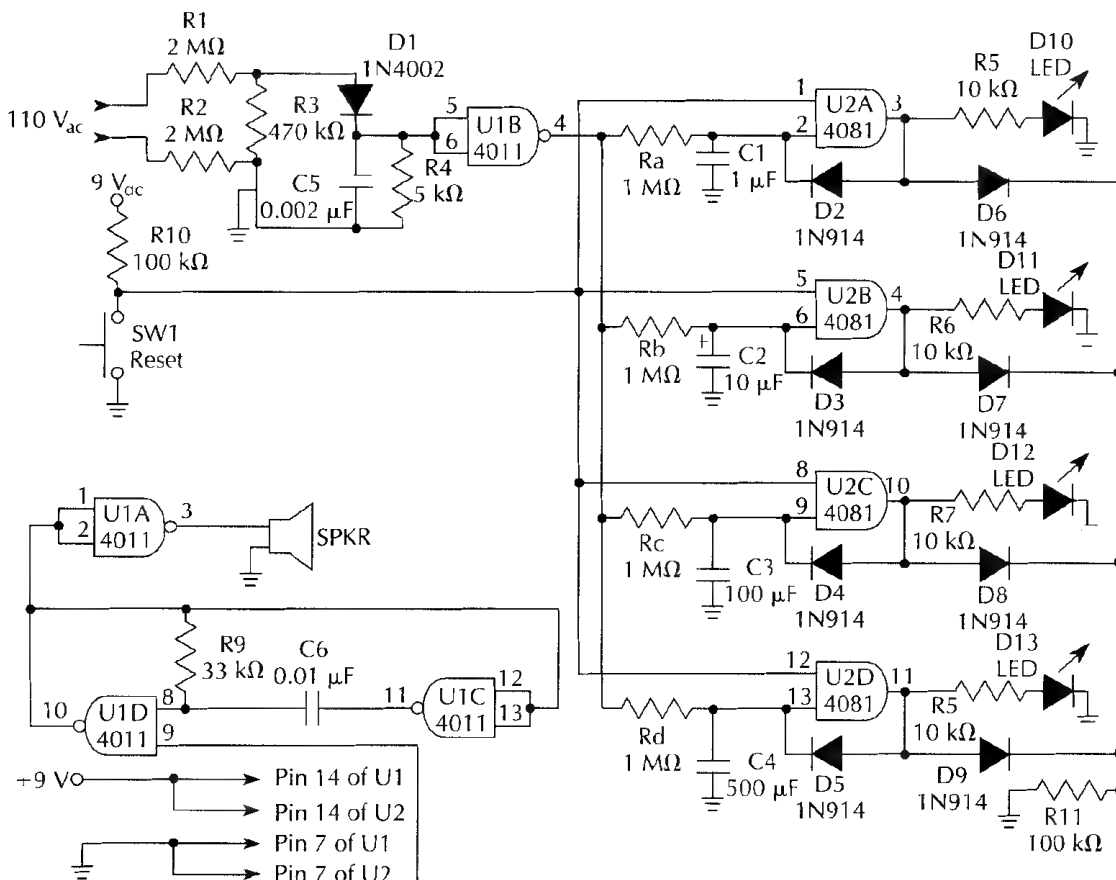 R1
2 MΩ
D1
1N4002
110 Vac
R2
2 MΩ
R3
470 kΩ
5
6
U1B
4011
4
R4
5 kΩ
C5
0.002 µF
9 Vac
R10
100 kΩ
SW1
Reset
Ra
1 MΩ
C1
1 µF
1
2
U2A
4081
3
R5
10 kΩ
D10
LED
D2
1N914
D6
1N914
Rb
1 MΩ
+
C2
10 µF
5
6
U2B
4081
4
R6
10 kΩ
D11
LED
D3
1N914
D7
1N914
Rc
1 MΩ
C3
100 µF
8
9
U2C
4081
10
R7
10 kΩ
D12
LED
D4
1N914
D8
1N914
Rd
1 MΩ
C4
500 µF
12
13
U2D
4081
11
R5
10 kΩ
D13
LED
D5
1N914
D9
1N914
R11
100 kΩ
1
2
U1A
4011
3
SPKR
R9
33 kΩ
C6
0.01 µF
11
U1C
4011
12
13
10
U1D
4011
8
9
+9 V
Pin 14 of U1
Pin 14 of U2
Pin 7 of U1
Pin 7 of U2